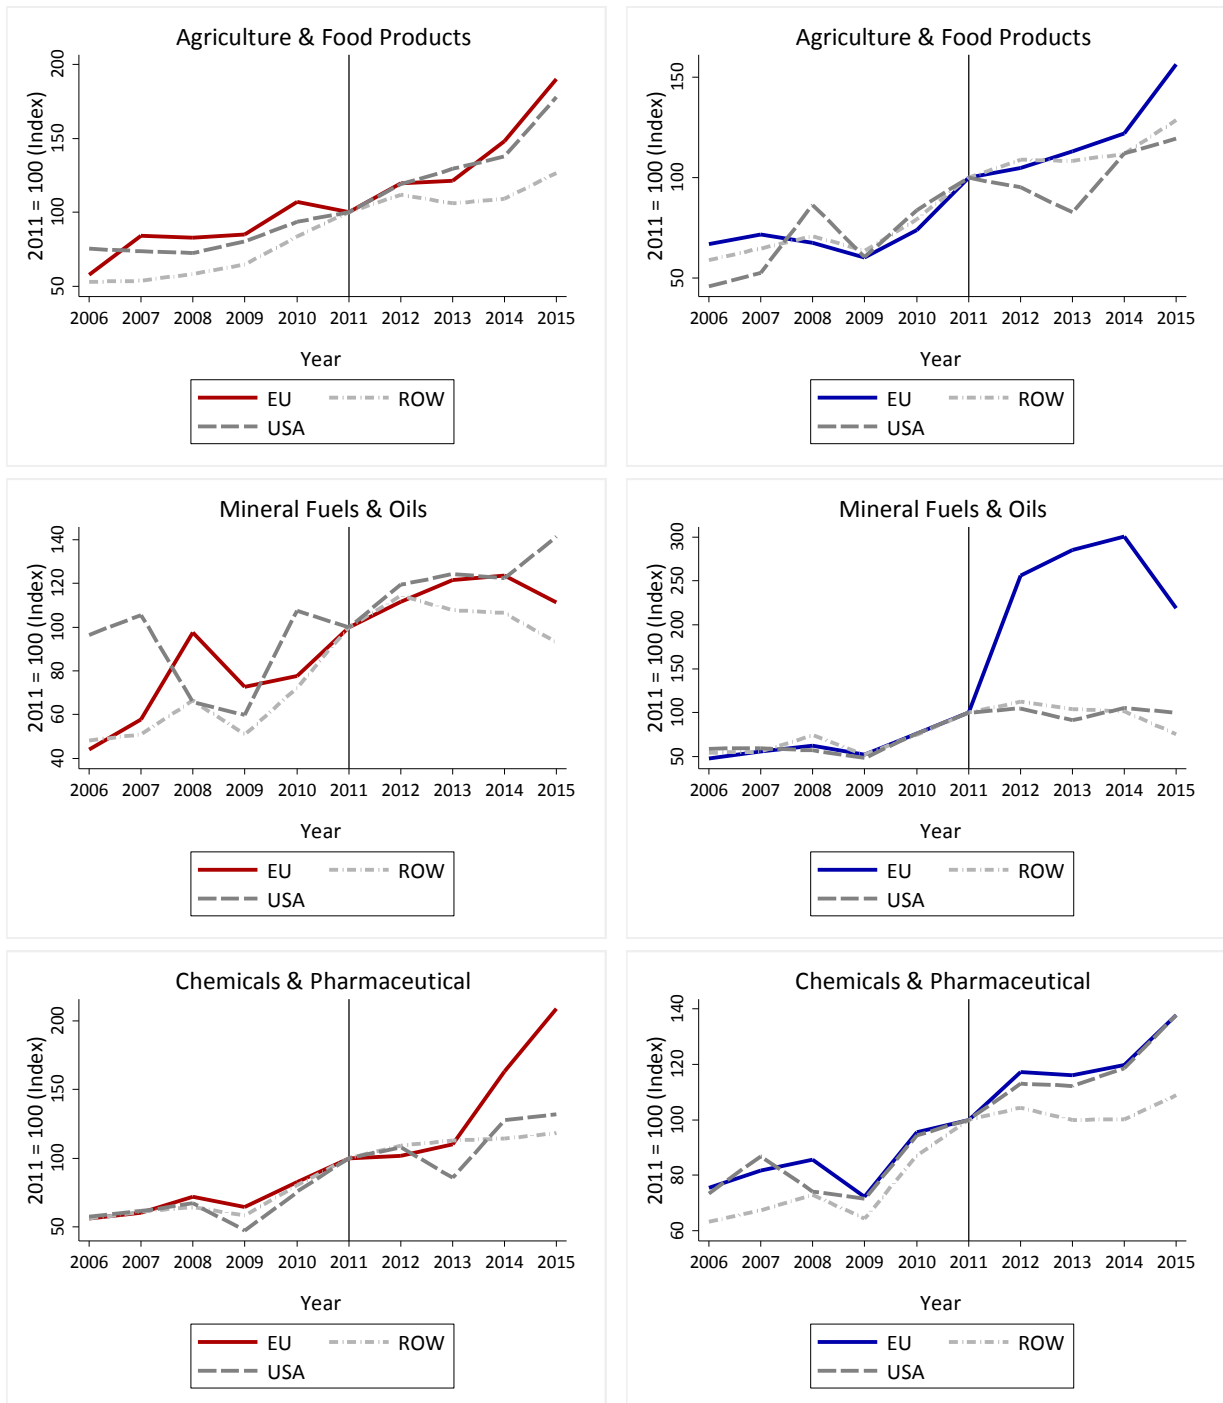 Agriculture & Food Products
2011 = 100 (Index)
200
150
100
50
2006 2007 2008 2009 2010 2011 2012 2013 2014 2015
Year
EU ROW
USA
Agriculture & Food Products
2011 = 100 (Index)
150
100
50
2006 2007 2008 2009 2010 2011 2012 2013 2014 2015
Year
EU ROW
USA
Mineral Fuels & Oils
2011 = 100 (Index)
140
120
100
80
60
40
2006 2007 2008 2009 2010 2011 2012 2013 2014 2015
Year
EU ROW
USA
Mineral Fuels & Oils
2011 = 100 (Index)
300
250
200
150
100
50
2006 2007 2008 2009 2010 2011 2012 2013 2014 2015
Year
EU ROW
USA
Chemicals & Pharmaceutical
2011 = 100 (Index)
200
150
100
50
2006 2007 2008 2009 2010 2011 2012 2013 2014 2015
Year
EU ROW
USA
Chemicals & Pharmaceutical
2011 = 100 (Index)
140
120
100
80
60
2006 2007 2008 2009 2010 2011 2012 2013 2014 2015
Year
EU ROW
USA